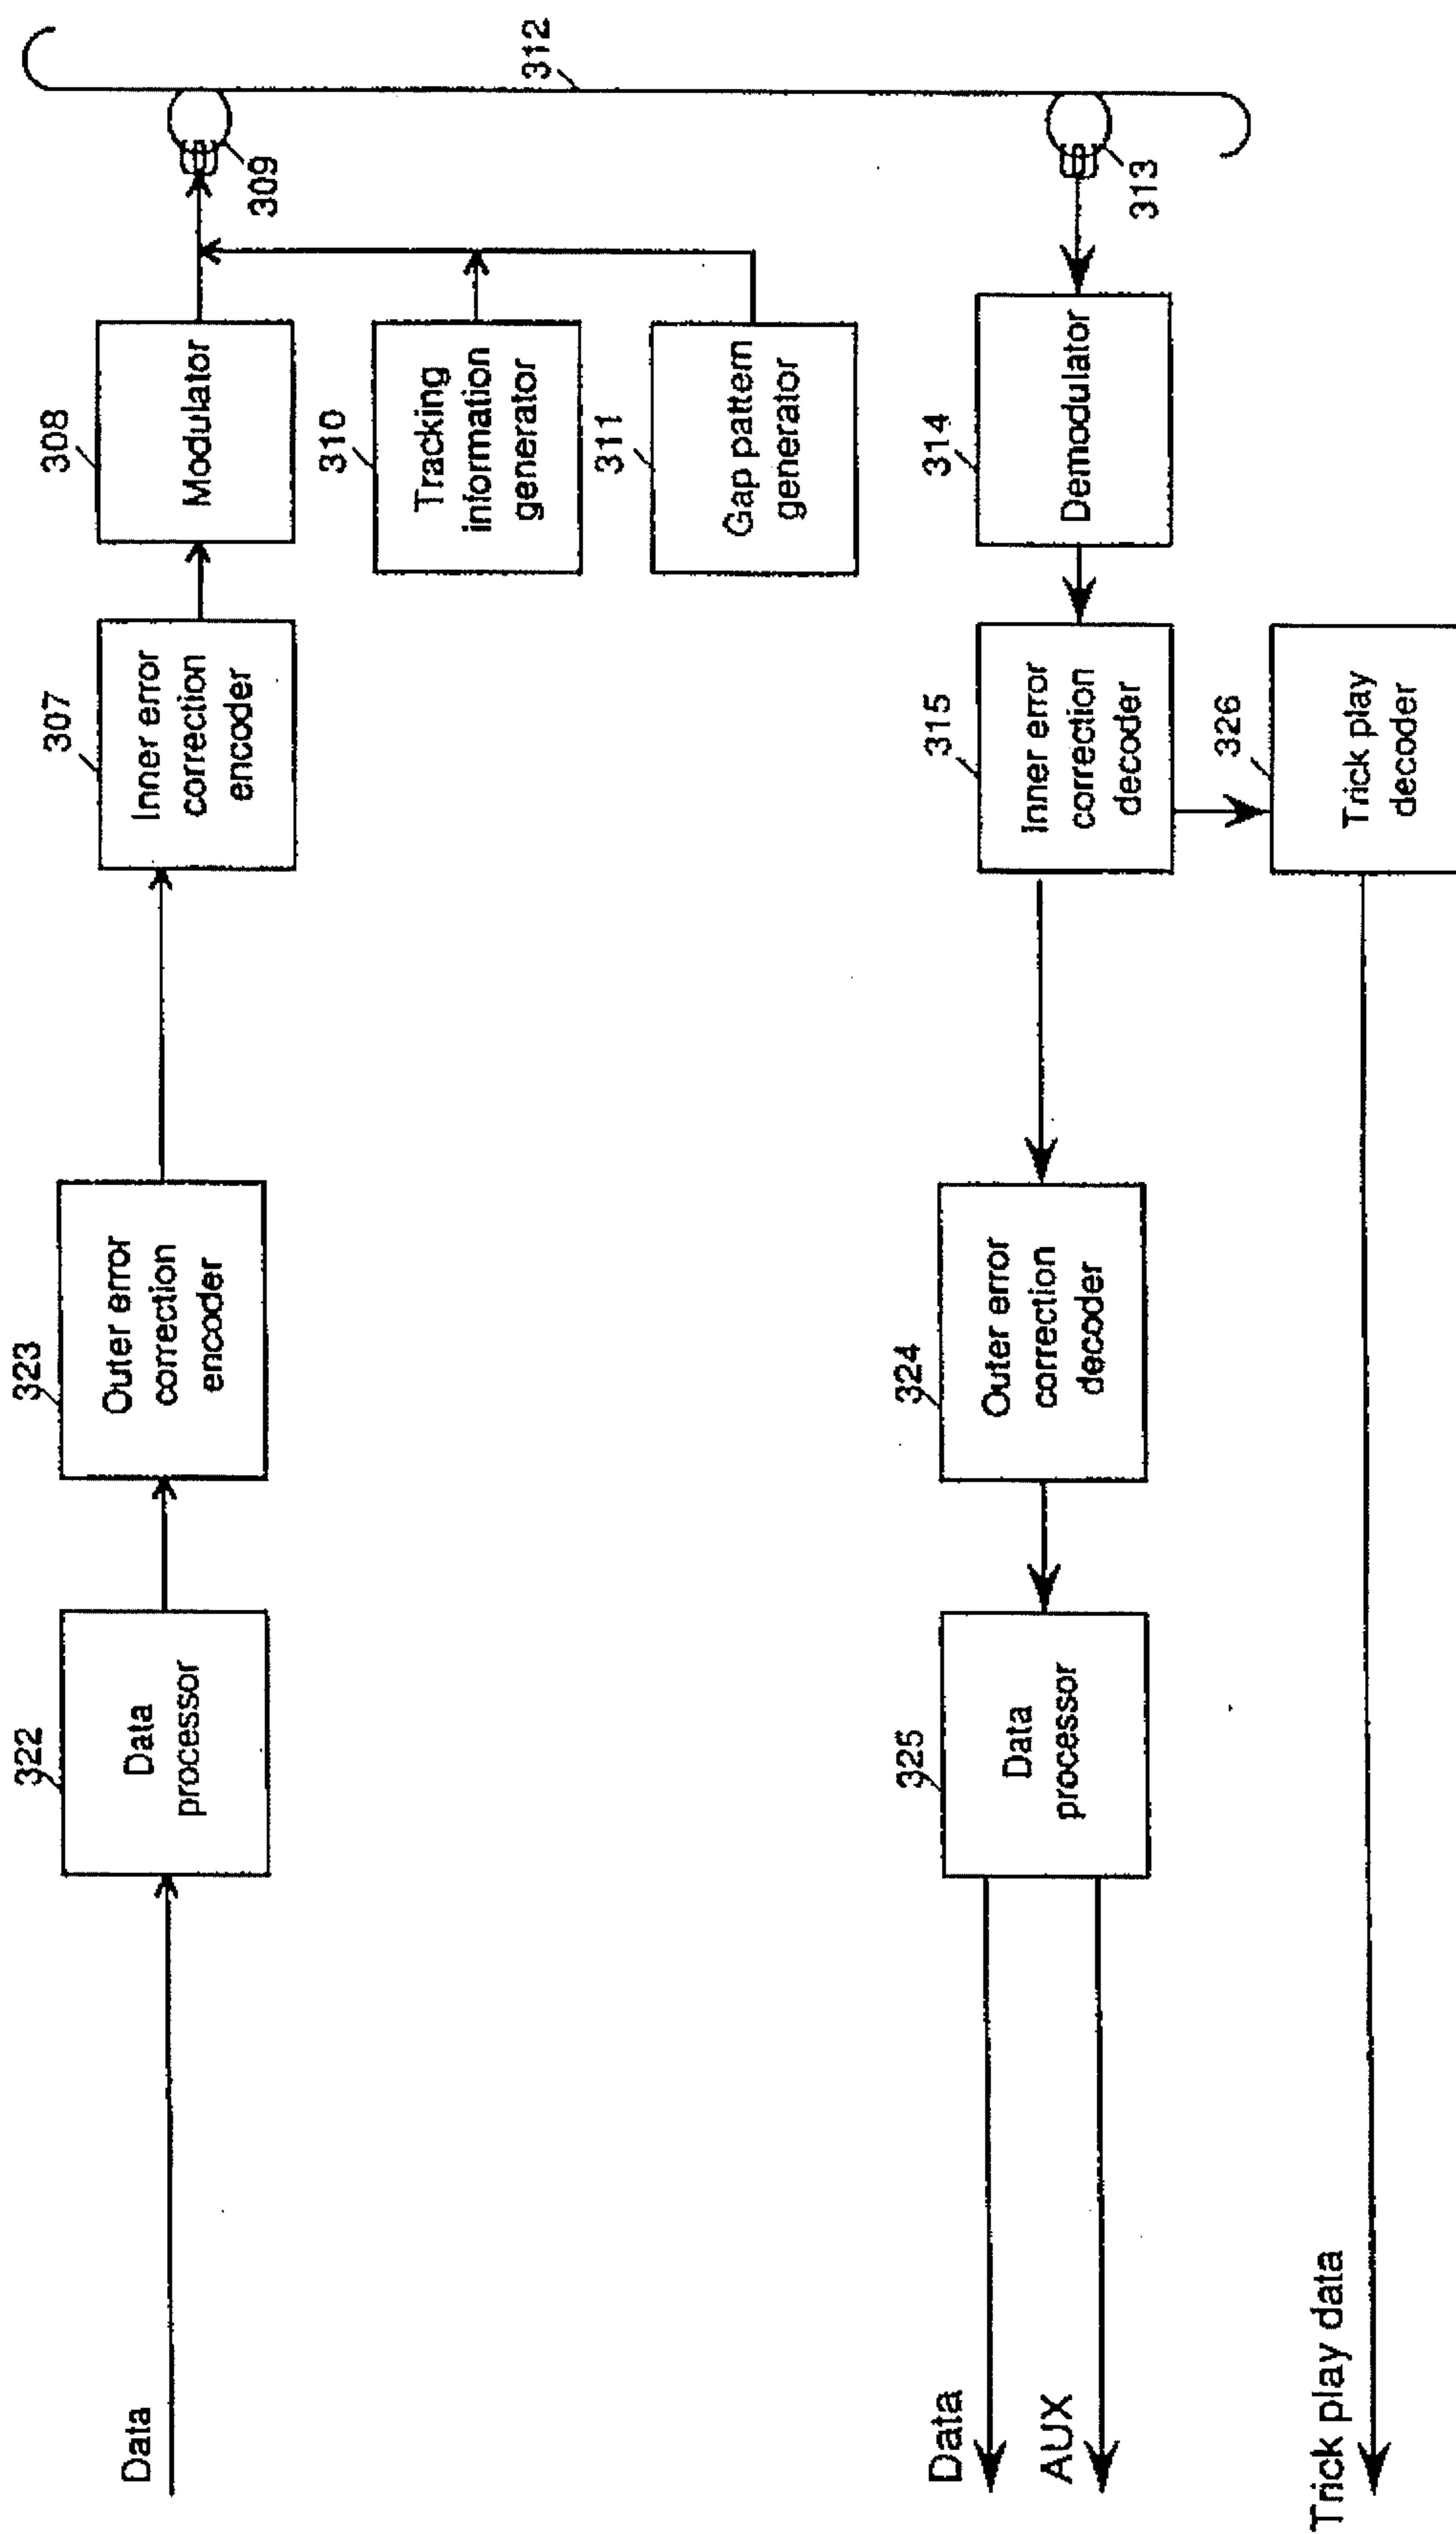 Data
322
Data
processor
323
Outer error
correction
encoder
307
Inner error
correction
encoder
308
Modulator
309
310
Tracking
information
generator
311
Gap pattern
generator
312
313
314
Demodulator
315
Inner error
correction
decoder
324
Outer error
correction
decoder
325
Data
processor
Data
AUX
326
Trick play
decoder
Trick play data